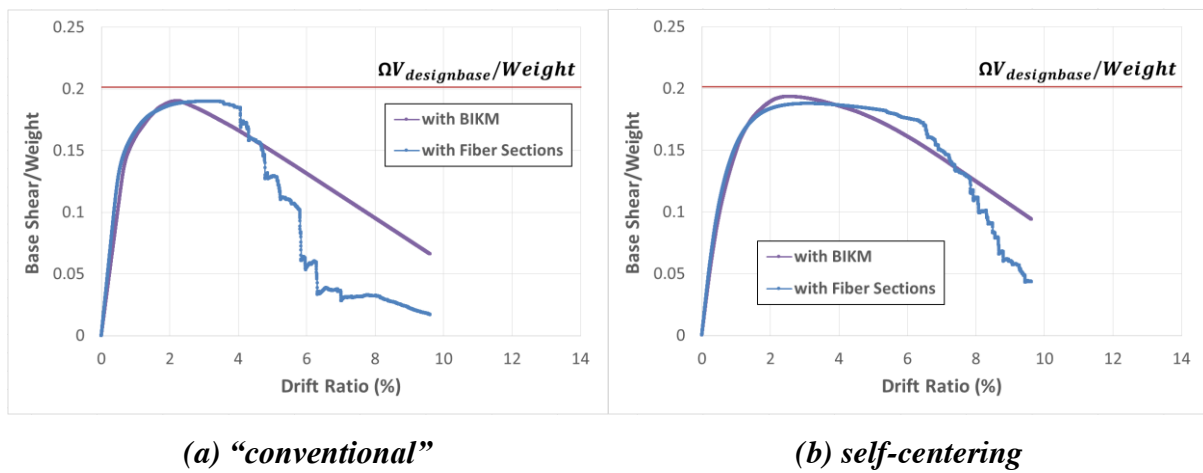 0.25
0.2
0.15
0.1
0.05
0
Base Shear/Weight
ΩV_designbase/Weight
with BIKM
with Fiber Sections
0 2 4 6 8 10 12 14
Drift Ratio (%)
(a) “conventional”
0.25
0.2
0.15
0.1
0.05
0
Base Shear/Weight
ΩV_designbase/Weight
with BIKM
with Fiber Sections
0 2 4 6 8 10 12 14
Drift Ratio (%)
(b) self-centering